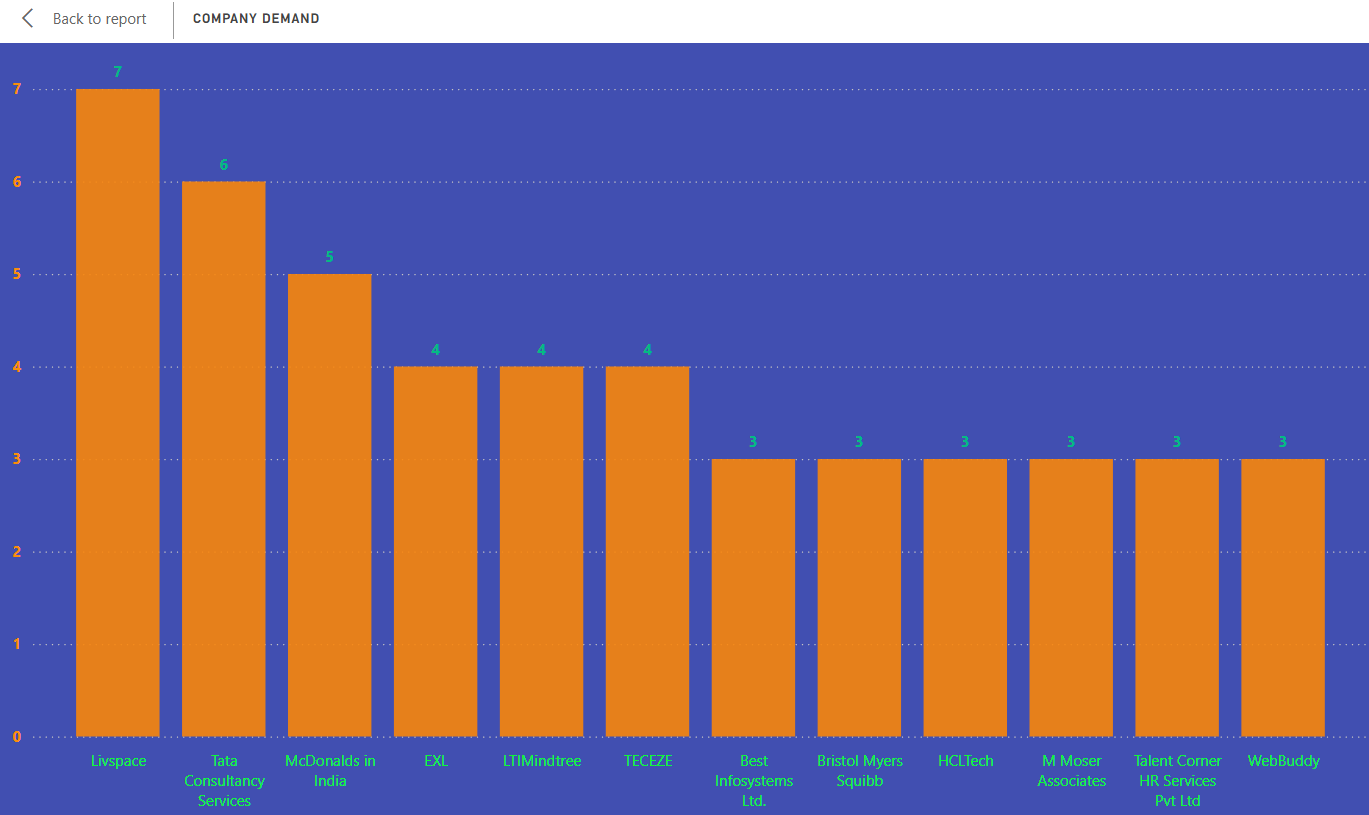 Back to report
COMPANY DEMAND
7
7
6
6
5
5
4
4
4
4
3
3
3
3
3
3
3
2
1
0
Livspace
Tata
Consultancy
Services
McDonalds in
India
EXL
LTIMindtree
TECEZE
Best
Infosystems
Ltd.
Bristol Myers
Squibb
HCLTech
M Moser
Associates
Talent Corner
HR Services
Pvt Ltd
WebBuddy